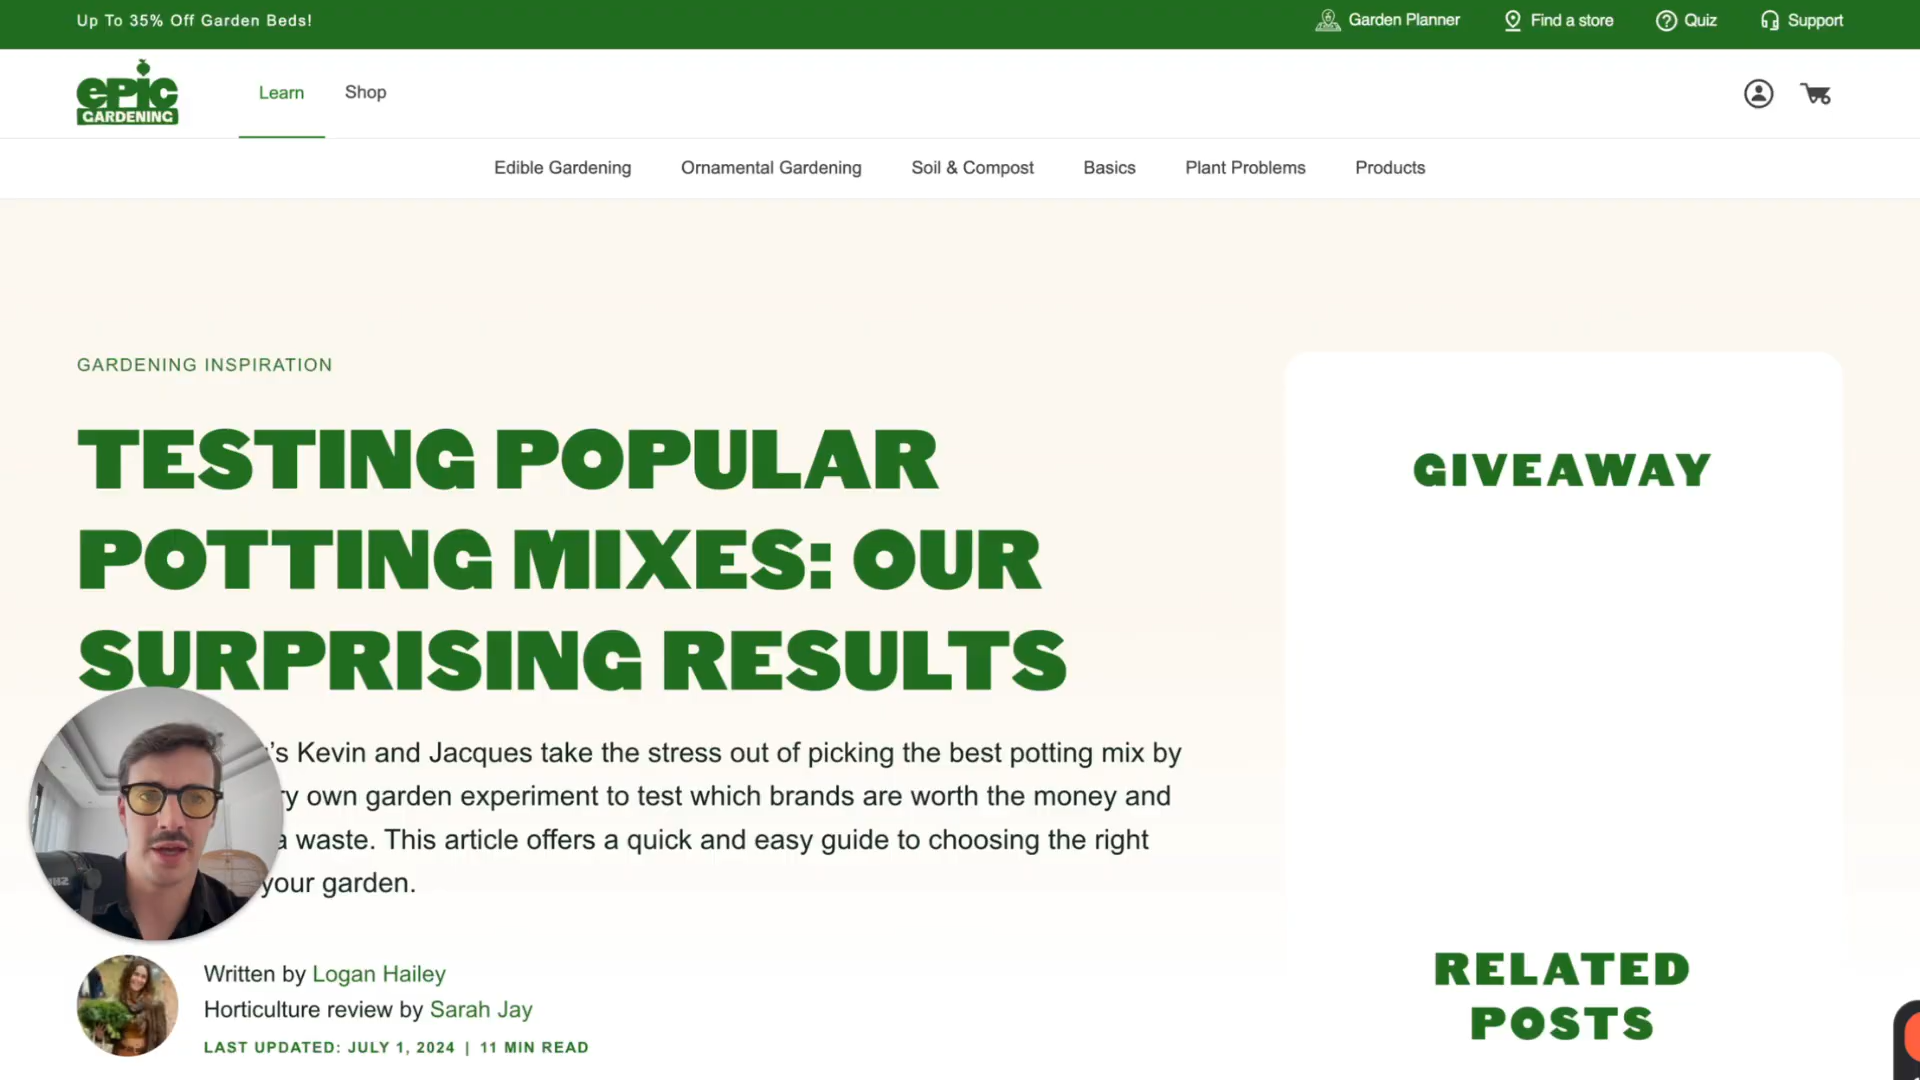 Up To 35% Off Garden Beds!
Garden Planner
Find a store
Quiz
Support
epic
GARDENING
Learn
Shop
Edible Gardening
Ornamental Gardening
Soil & Compost
Basics
Plant Problems
Products
GARDENING INSPIRATION
TESTING POPULAR
POTTING MIXES: OUR
SURPRISING RESULTS
's Kevin and Jacques take the stress out of picking the best potting mix by
own garden experiment to test which brands are worth the money and
a waste. This article offers a quick and easy guide to choosing the right
your garden.
Written by Logan Hailey
Horticulture review by Sarah Jay
LAST UPDATED: JULY 1, 2024 | 11 MIN READ
GIVEAWAY
RELATED
POSTS